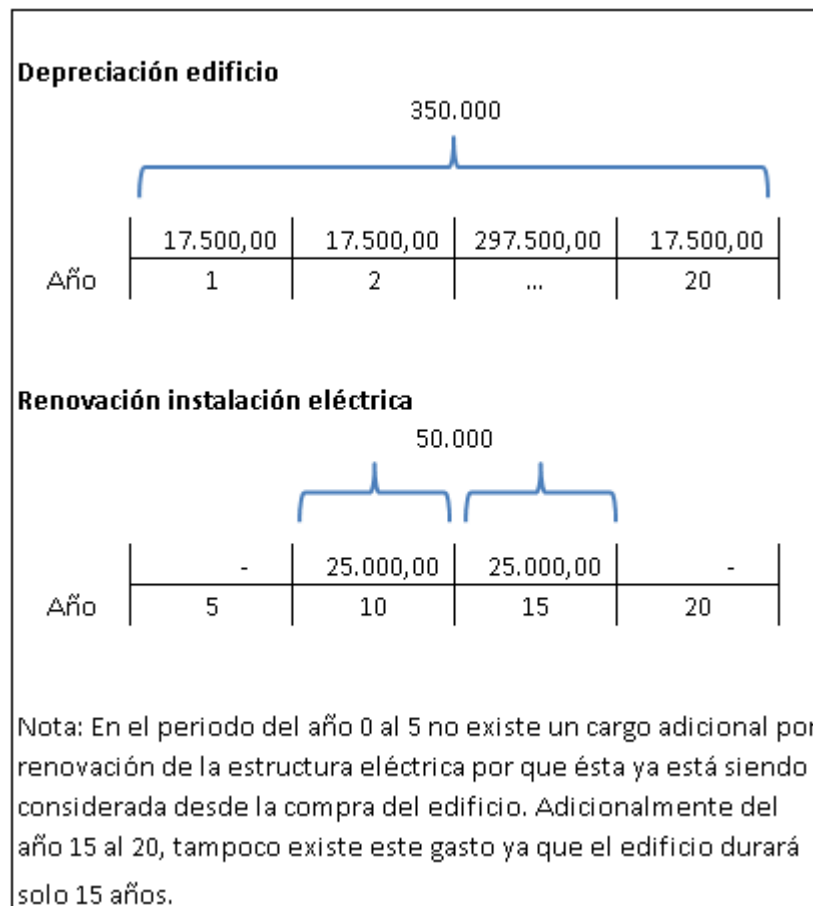 Depreciación edificio
350.000
17.500,00 17.500,00 297.500,00 17.500,00
Año 1 2 ... 20
Renovación instalación eléctrica
50.000
- 25.000,00 25.000,00 -
Año 5 10 15 20
Nota: En el periodo del año 0 al 5 no existe un cargo adicional por
renovación de la estructura eléctrica por que ésta ya está siendo
considerada desde la compra del edificio. Adicionalmente del
año 15 al 20, tampoco existe este gasto ya que el edificio durará
solo 15 años.